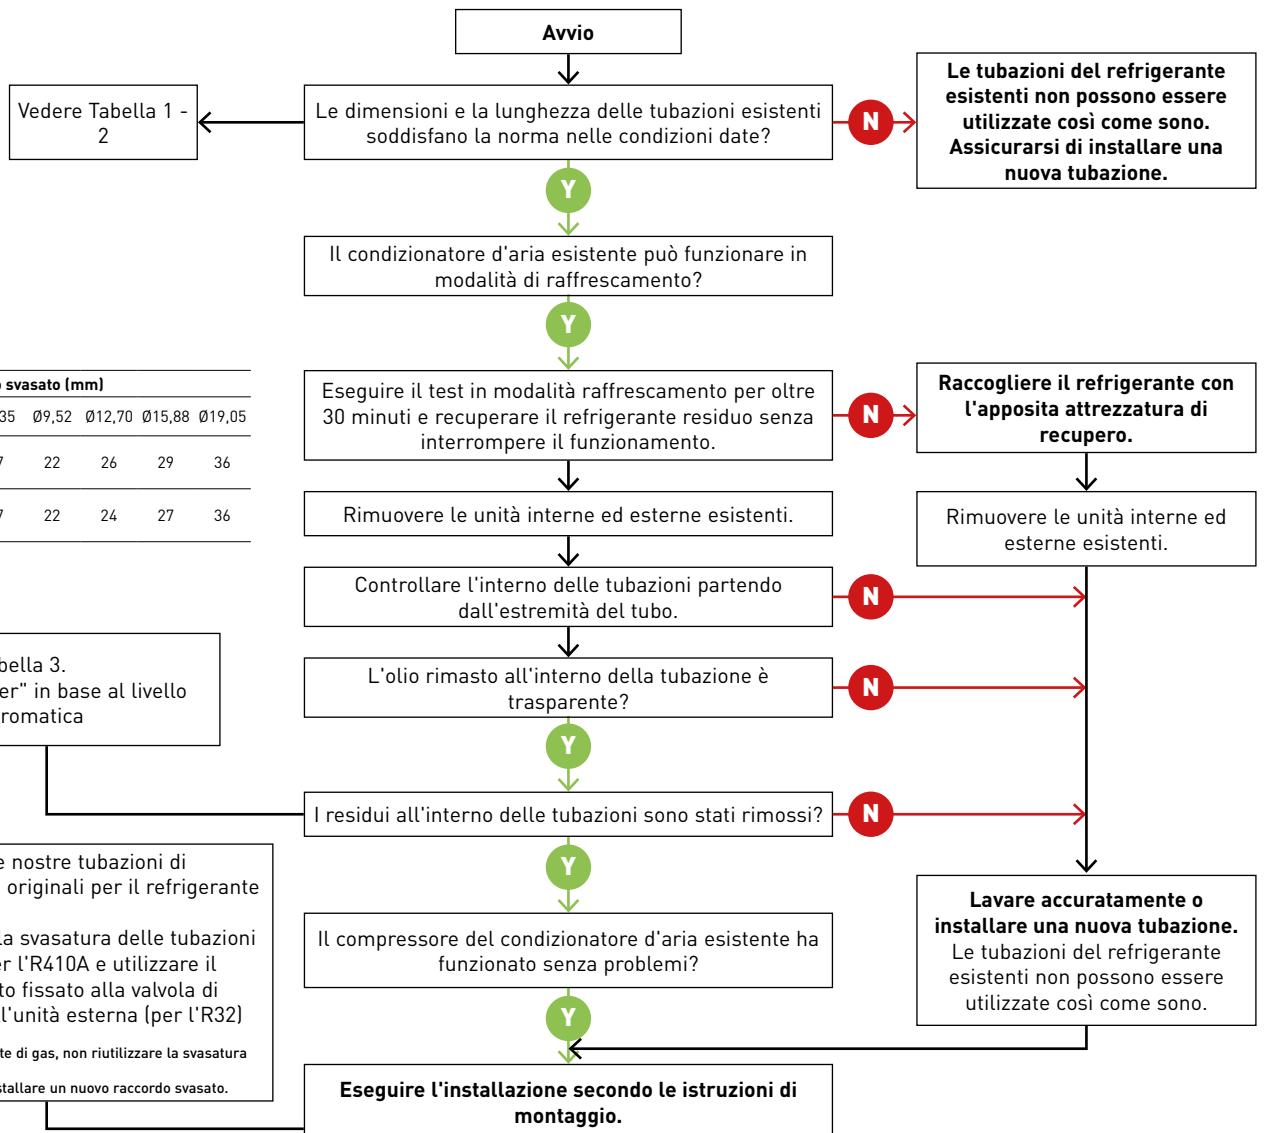 Avvio
Vedere Tabella 1 -
2
Le dimensioni e la lunghezza delle tubazioni esistenti
soddisfano la norma nelle condizioni date?
N
Le tubazioni del refrigerante
esistenti non possono essere
utilizzate così come sono.
Assicurarsi di installare una
nuova tubazione.
Y
Il condizionatore d'aria esistente può funzionare in
modalità di raffrescamento?
Y
svasato (mm)
35 Ø9,52 Ø12,70 Ø15,88 Ø19,05
7 22 26 29 36
7 22 24 27 36
Eseguire il test in modalità raffrescamento per oltre
30 minuti e recuperare il refrigerante residuo senza
interrompere il funzionamento.
N
Raccogliere il refrigerante con
l'apposita attrezzatura di
recupero.
Rimuovere le unità interne ed esterne esistenti.
Rimuovere le unità interne ed
esterne esistenti.
Controllare l'interno delle tubazioni partendo
dall'estremità del tubo.
N
bella 3.
er" in base al livello
romatica
L'olio rimasto all'interno della tubazione è
trasparente?
N
Y
I residui all'interno delle tubazioni sono stati rimossi?
N
Y
e nostre tubazioni di
originali per il refrigerante
la svasatura delle tubazioni
er l'R410A e utilizzare il
to fissato alla valvola di
ll'unità esterna (per l'R32)
te di gas, non riutilizzare la svasatura
stallare un nuovo raccordo svasato.
Il compressore del condizionatore d'aria esistente ha
funzionato senza problemi?
Lavare accuratamente o
installare una nuova tubazione.
Le tubazioni del refrigerante
esistenti non possono essere
utilizzate così come sono.
Y
Eseguire l'installazione secondo le istruzioni di
montaggio.